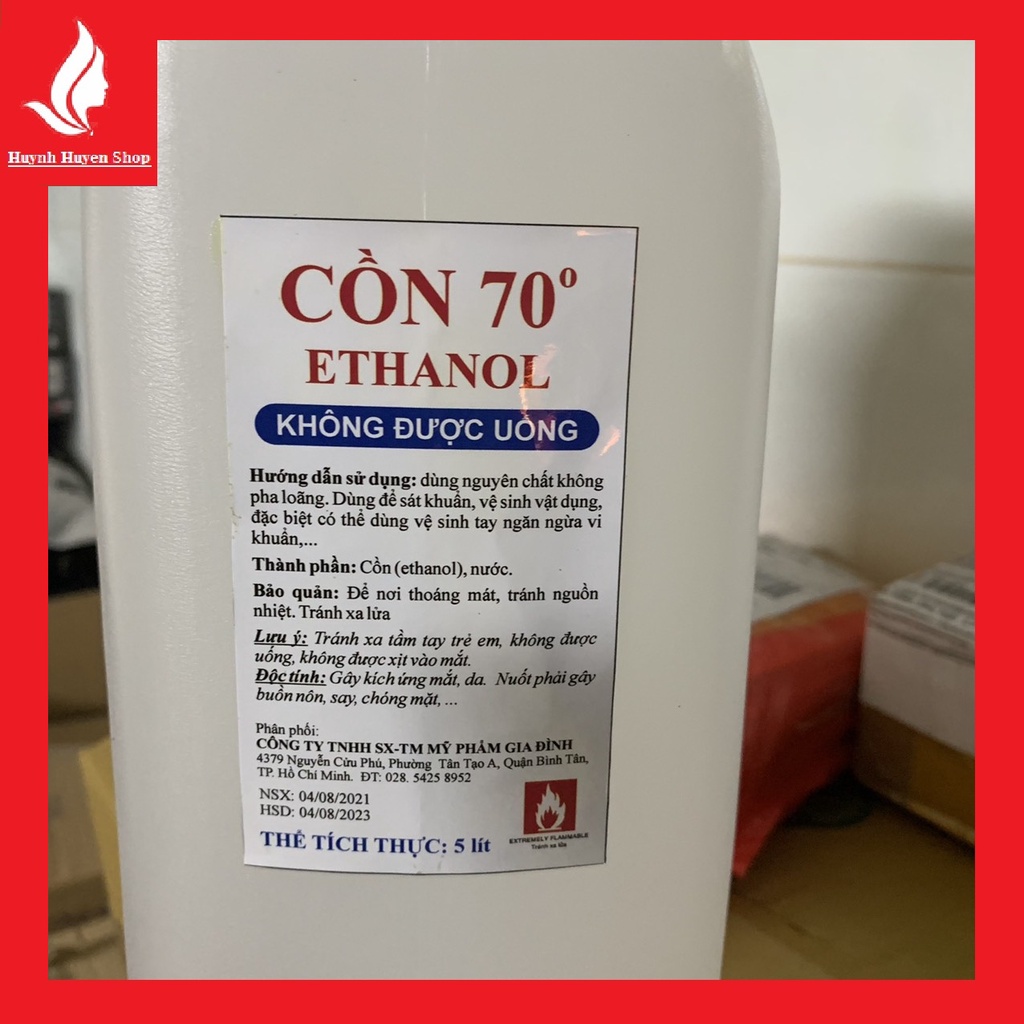 Huynh Huyen Shop
CỒN 70⁰
ETHANOL
KHÔNG ĐƯỢC UỐNG
Hướng dẫn sử dụng: dùng nguyên chất không
pha loãng. Dùng để sát khuẩn, vệ sinh vật dụng,
đặc biệt có thể dùng vệ sinh tay ngăn ngừa vi
khuẩn,...
Thành phần: Cồn (ethanol), nước.
Bảo quản: Để nơi thoáng mát, tránh nguồn
nhiệt. Tránh xa lửa
Lưu ý: Tránh xa tầm tay trẻ em, không được
uống, không được xịt vào mắt.
Độc tính: Gây kích ứng mắt, da. Nuốt phải gây
buồn nôn, say, chóng mặt, ...
Phân phối:
CÔNG TY TNHH SX-TM MỸ PHẨM GIA ĐÌNH
4379 Nguyễn Cửu Phú, Phường Tân Tạo A, Quận Bình Tân,
TP. Hồ Chí Minh. ĐT: 028. 5425 8952
NSX: 04/08/2021
HSD: 04/08/2023
EXTREMELY FLAMMABLE
Tránh xa lửa
THỂ TÍCH THỰC: 5 lít